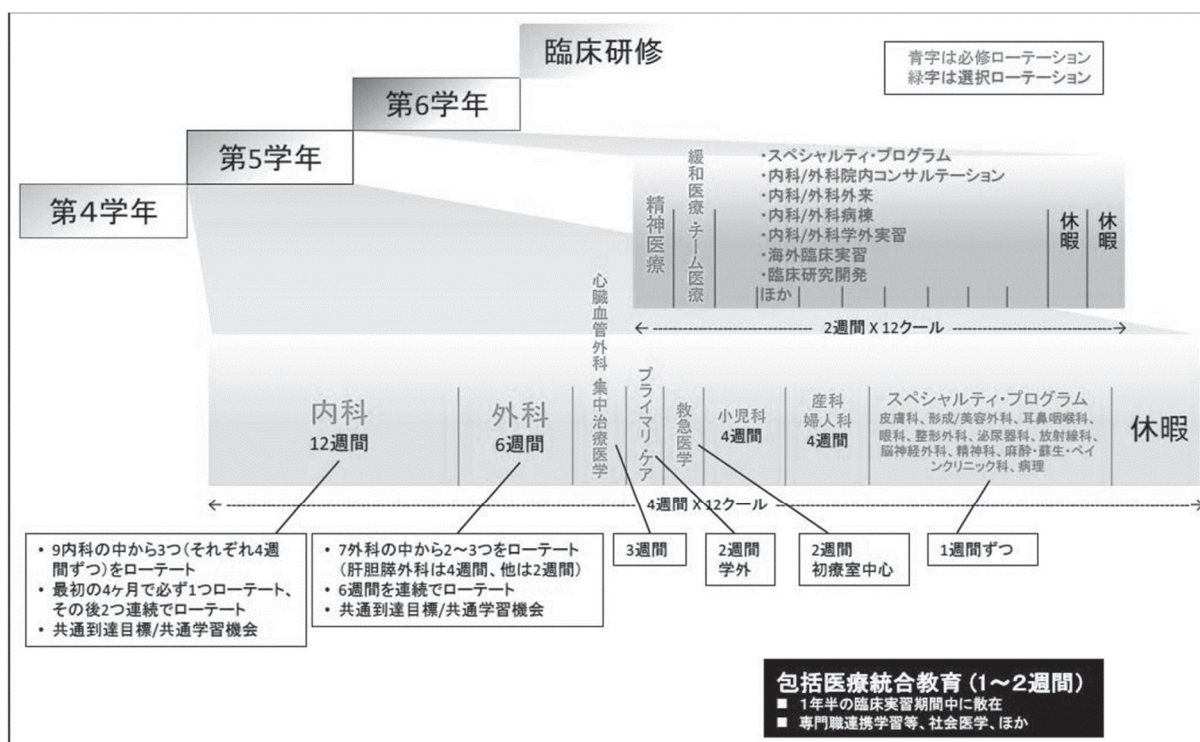 臨床研修
青字は必修ローテーション
緑字は選択ローテーション
第6学年
第5学年
第4学年
精神医療
緩和医療・チーム医療
・スペシャルティ・プログラム
・内科/外科院内コンサルテーション
・内科/外科外来
・内科/外科病棟
・内科/外科学外実習
・海外臨床実習
・臨床研究開発
ほか
休暇
休暇
2週間 X 12クール
内科
12週間
外科
6週間
心臓血管外科 集中治療医学
プライマリ・ケア
救急医学
小児科
4週間
産科
婦人科
4週間
スペシャルティ・プログラム
皮膚科、形成/美容外科、耳鼻咽喉科、
眼科、整形外科、泌尿器科、放射線科、
脳神経外科、精神科、麻酔・蘇生・ペイ
ンクリニック科、病理
休暇
4週間 X 12クール
• 9内科の中から3つ（それぞれ4週
間ずつ）をローテート
• 最初の4ヶ月で必ず1つローテート、
その後2つ連続でローテート
• 共通到達目標/共通学習機会
• 7外科の中から2～3つをローテート
（肝胆膵外科は4週間、他は2週間）
• 6週間を連続でローテート
• 共通到達目標/共通学習機会
3週間
2週間
学外
2週間
初療室中心
1週間ずつ
包括医療統合教育（1～2週間）
■ 1年半の臨床実習期間中に散在
■ 専門職連携学習等、社会医学、ほか